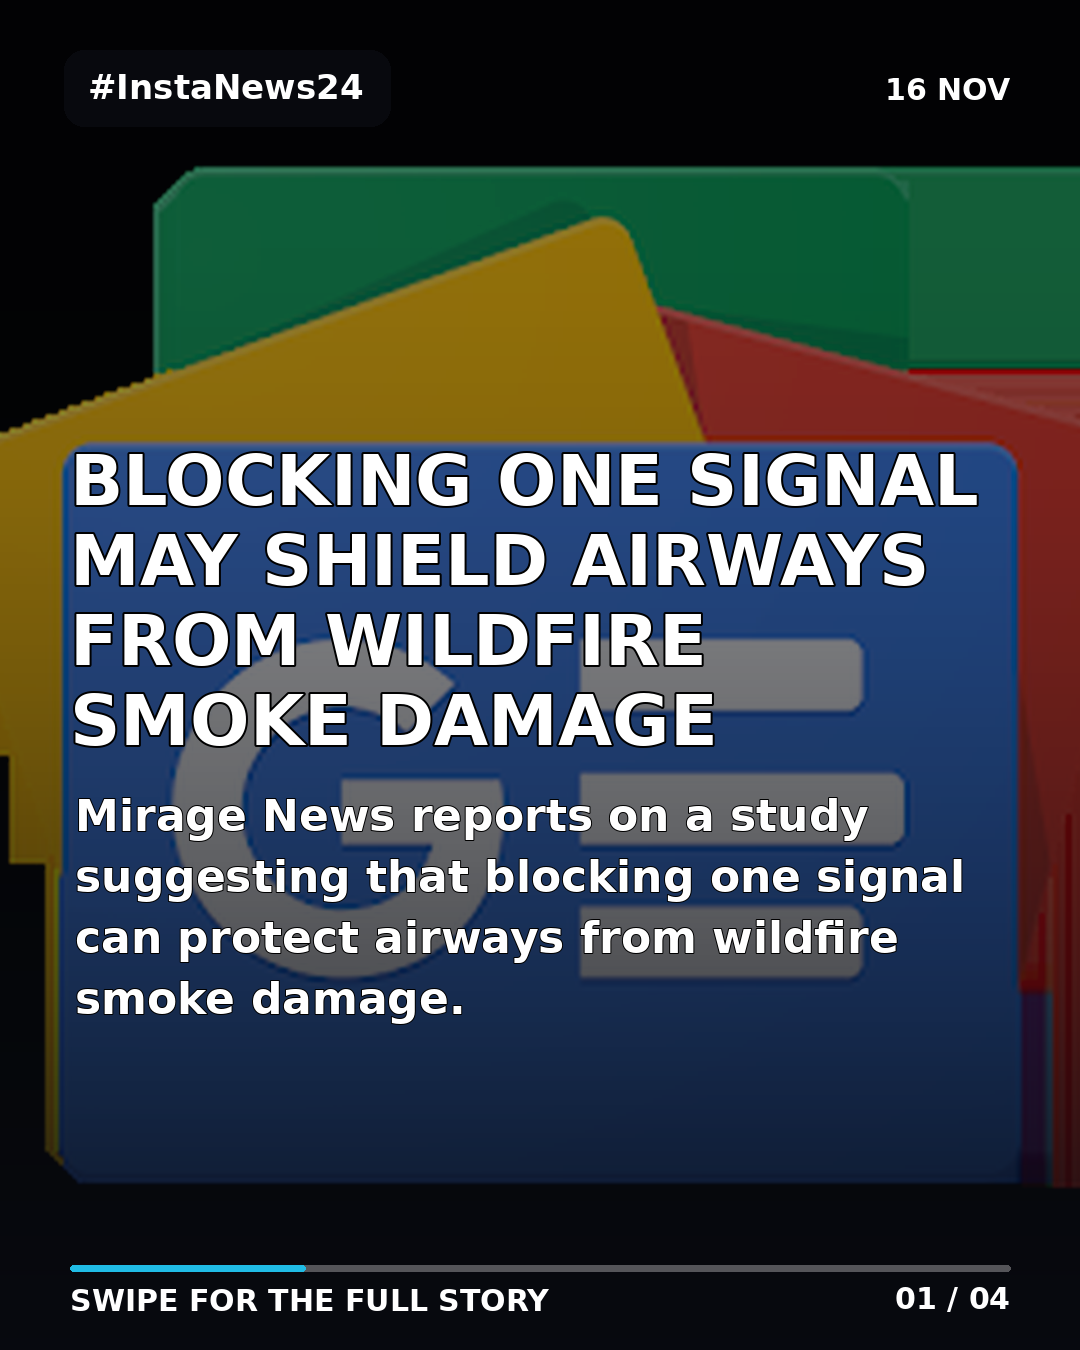 #InstaNews24
16 NOV
BLOCKING ONE SIGNAL
MAY SHIELD AIRWAYS
FROM WILDFIRE
SMOKE DAMAGE
Mirage News reports on a study
suggesting that blocking one signal
can protect airways from wildfire
smoke damage.
SWIPE FOR THE FULL STORY
01 / 04